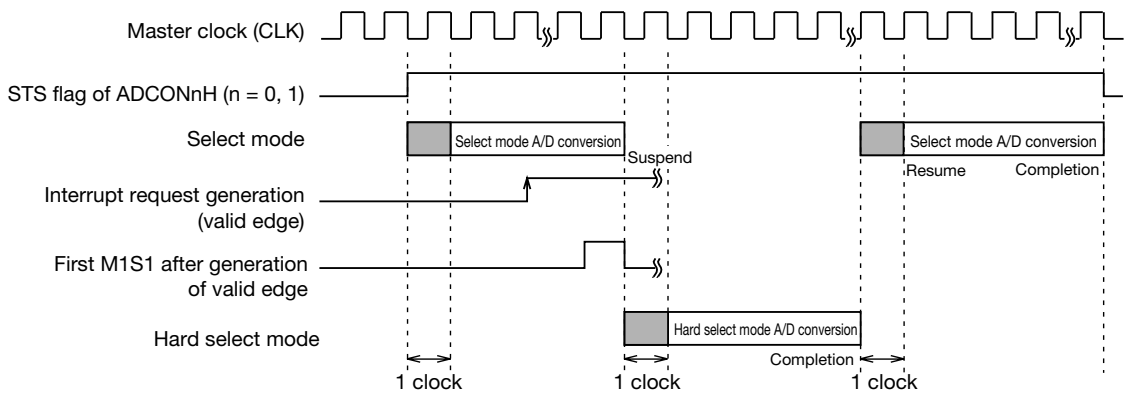 Master clock (CLK)
STS flag of ADCONnH (n = 0, 1)
Select mode
Select mode A/D conversion
Select mode A/D conversion
Suspend
Resume
Completion
Interrupt request generation
(valid edge)
First M1S1 after generation
of valid edge
Hard select mode
Hard select mode A/D conversion
Completion
1 clock
1 clock
1 clock